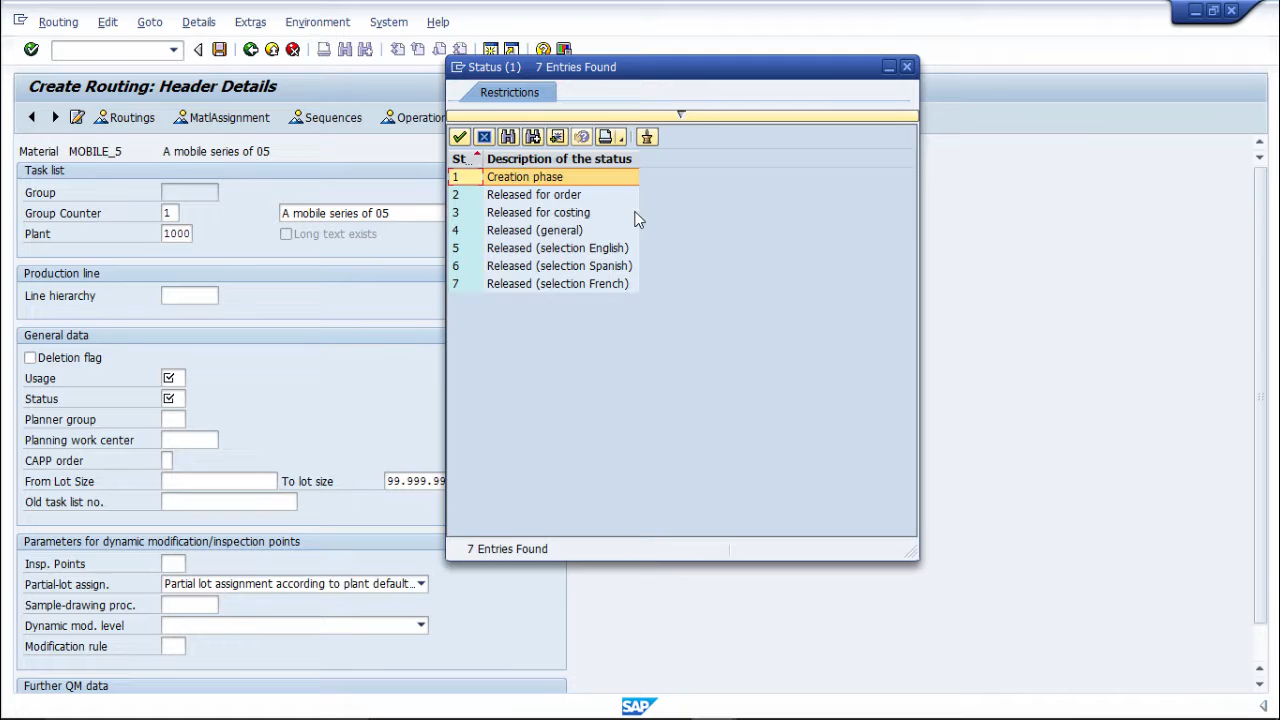 Routing Edit Goto Details Extras Environment System Help
Create Routing: Header Details
Routings MatlAssignment Sequences Operation
Material MOBILE_5 A mobile series of 05
Task list
Group
Group Counter 1 A mobile series of 05
Plant 1000 Long text exists
Production line
Line hierarchy
General data
Deletion flag
Usage
Status
Planner group
Planning work center
CAPP order
From Lot Size To lot size 99.999.99
Old task list no.
Parameters for dynamic modification/inspection points
Insp. Points
Partial-lot assign. Partial lot assignment according to plant default...
Sample-drawing proc.
Dynamic mod. level
Modification rule
Further QM data
Status (1) 7 Entries Found
Restrictions
St... Description of the status
1 Creation phase
2 Released for order
3 Released for costing
4 Released (general)
5 Released (selection English)
6 Released (selection Spanish)
7 Released (selection French)
7 Entries Found
SAP